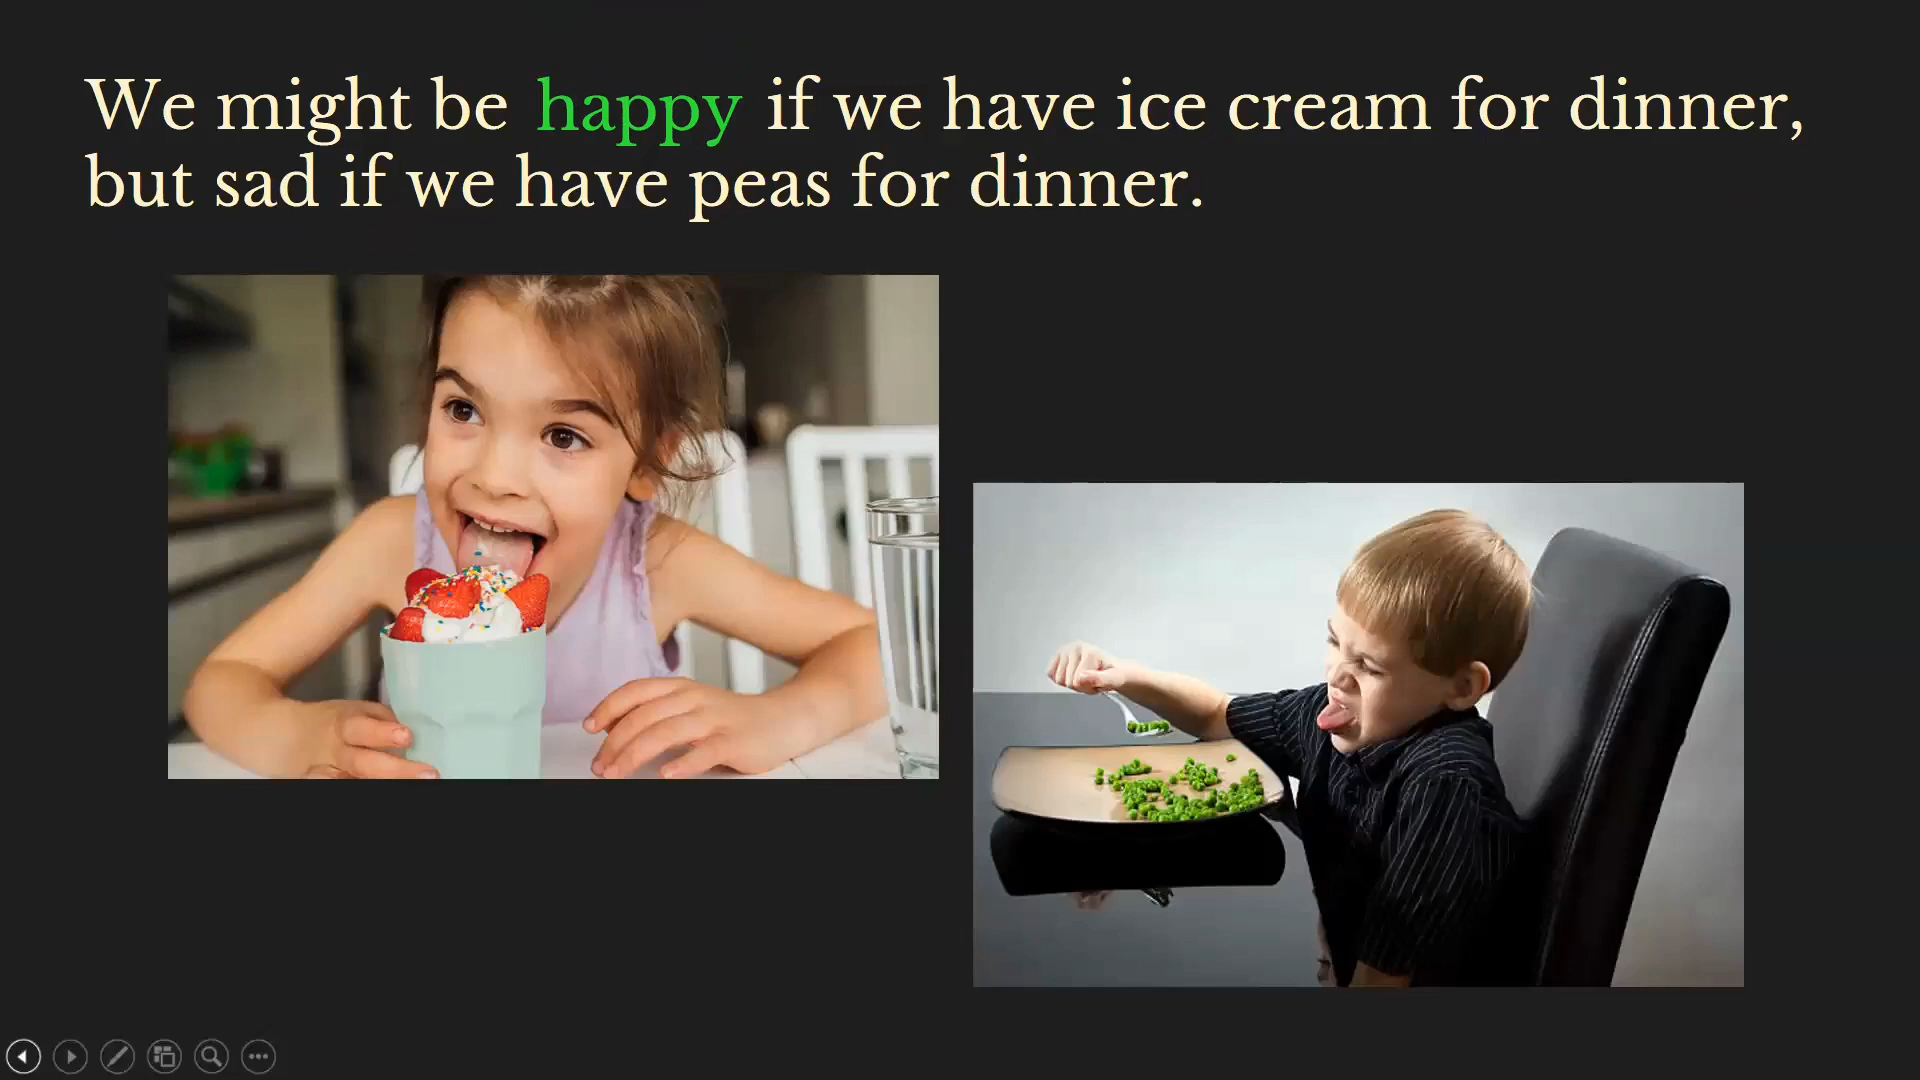 We might be happy if we have ice cream for dinner,
but sad if we have peas for dinner.